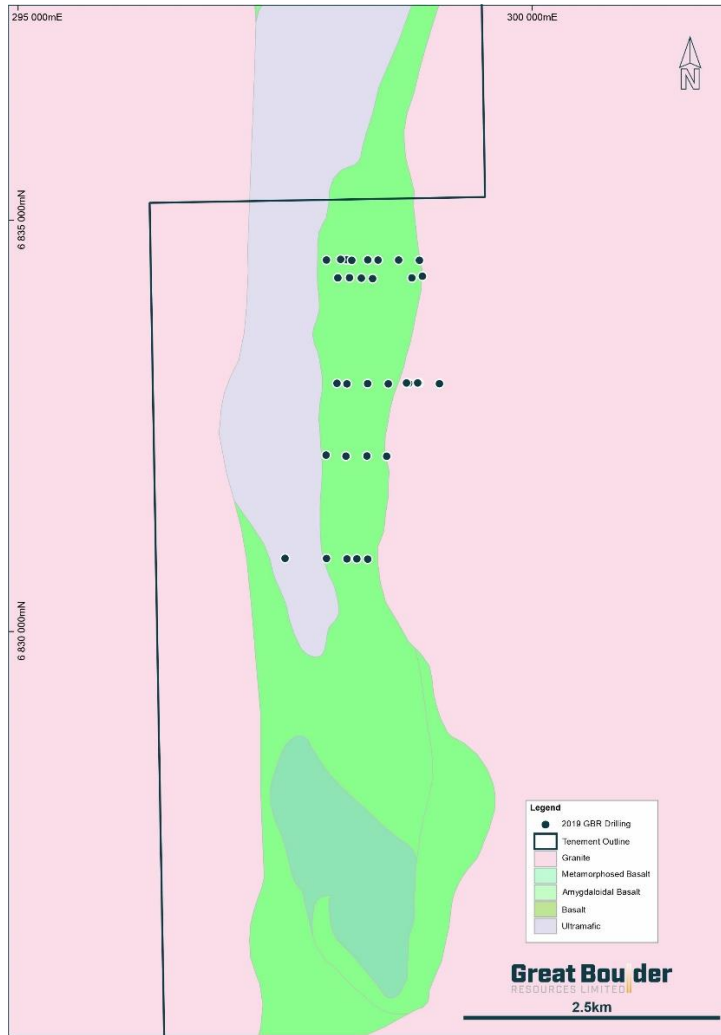 295 000mE
300 000mE
N
6 835 000mN
6 830 000mN
Legend
2019 GBR Drilling
Tenement Outline
Granite
Metamorphosed Basalt
Amygdaloidal Basalt
Basalt
Ultramafic
Great Boulder
RESOURCES LIMITED
2.5km